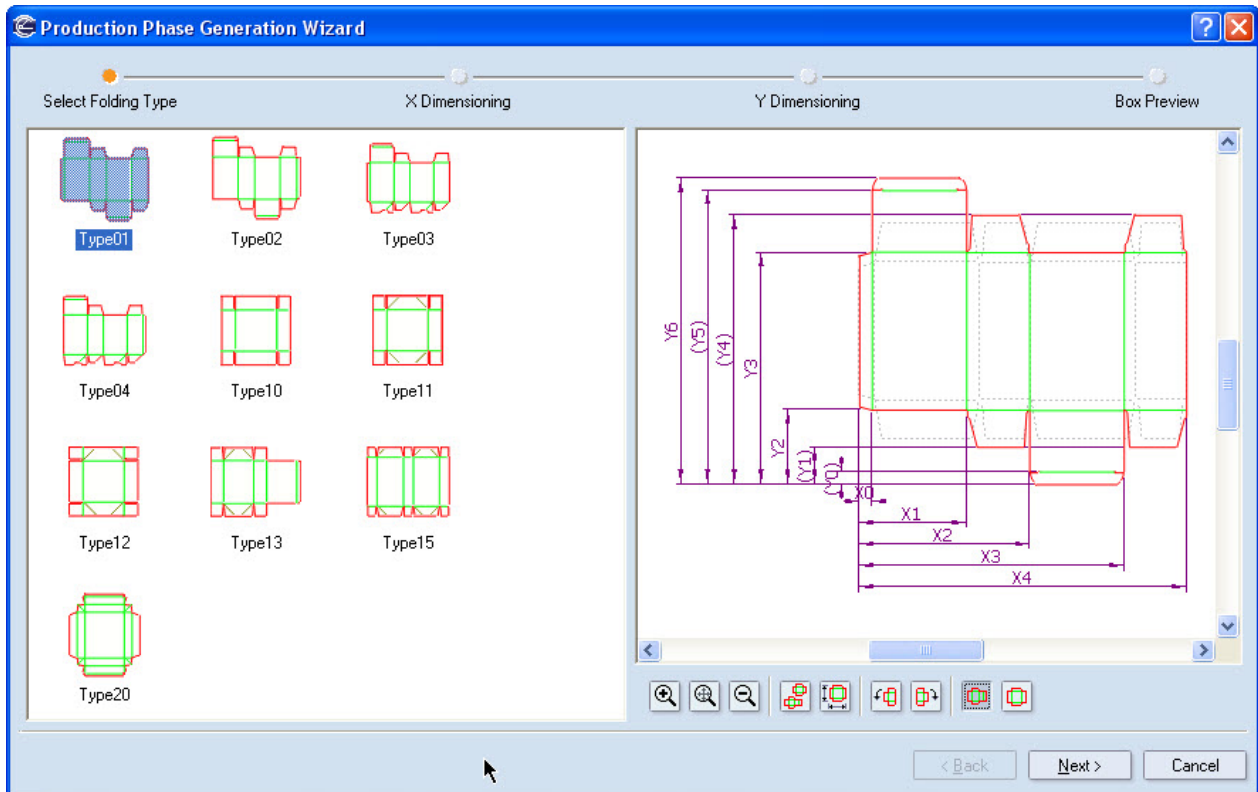 Production Phase Generation Wizard
Select Folding Type
X Dimensioning
Y Dimensioning
Box Preview
Type01
Type02
Type03
Type04
Type10
Type11
Type12
Type13
Type15
Type20
Y6
(Y5)
(Y4)
Y3
Y2
(Y1)
(Y0)
X0
X1
X2
X3
X4
< Back
Next >
Cancel